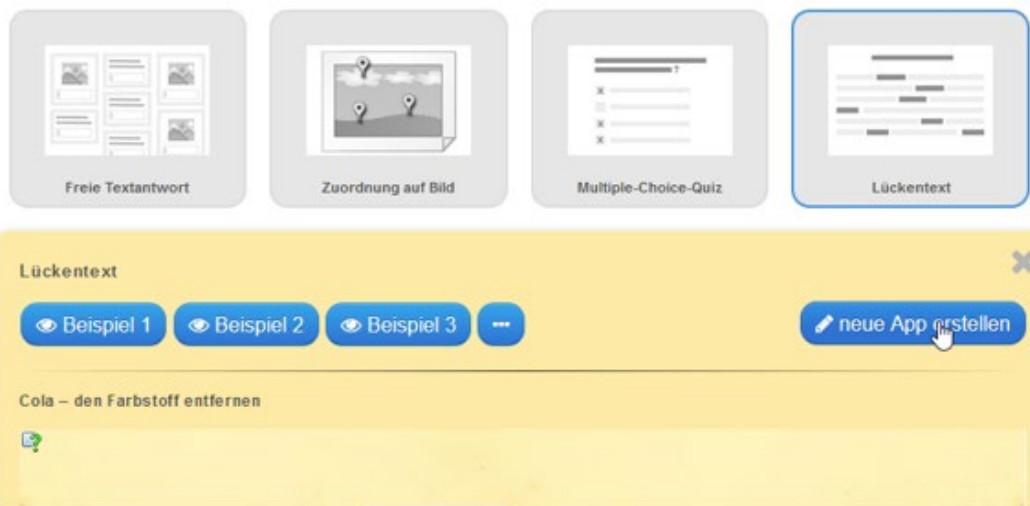 Freie Textantwort
Zuordnung auf Bild
Multiple-Choice-Quiz
Lückentext
Lückentext
Beispiel 1
Beispiel 2
Beispiel 3
neue App erstellen
Cola – den Farbstoff entfernen